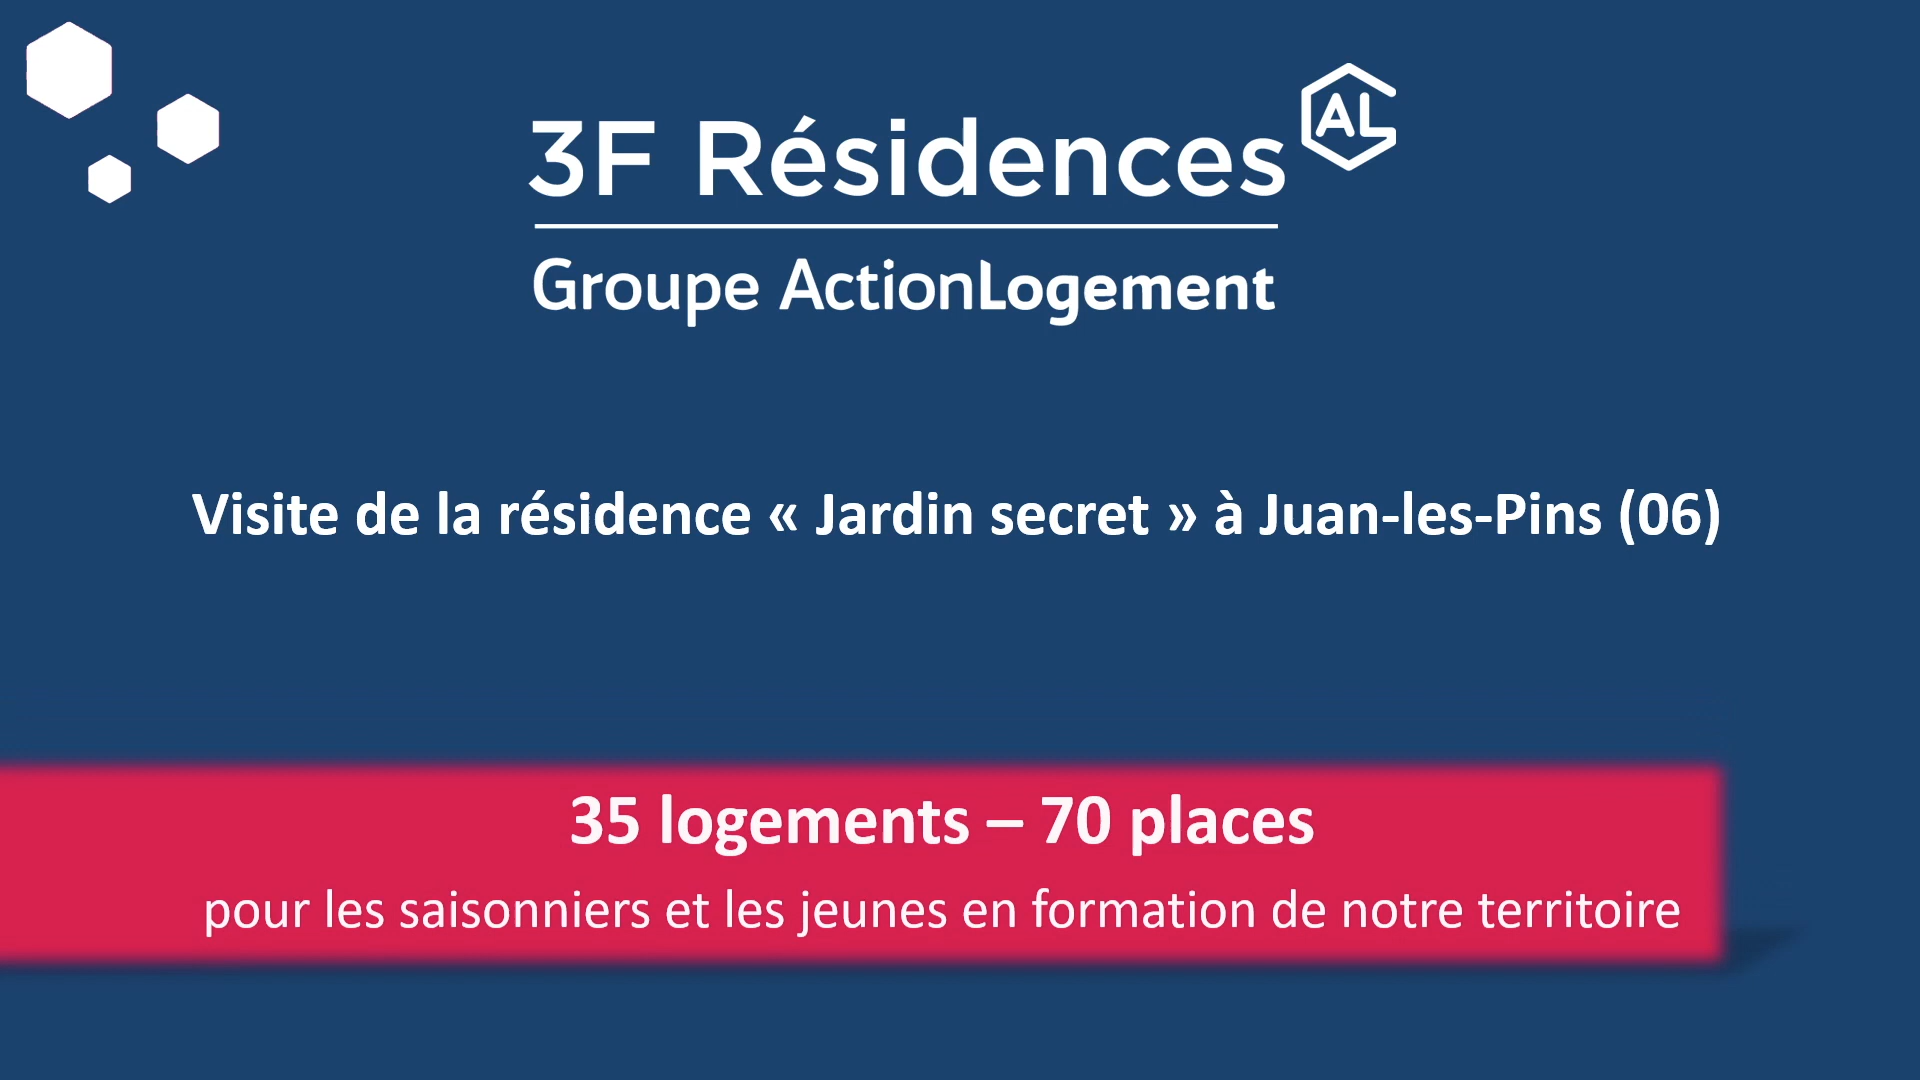 3F Résidences
AL
Groupe ActionLogement
Visite de la résidence « Jardin secret » à Juan-les-Pins (06)
35 logements – 70 places
pour les saisonniers et les jeunes en formation de notre territoire